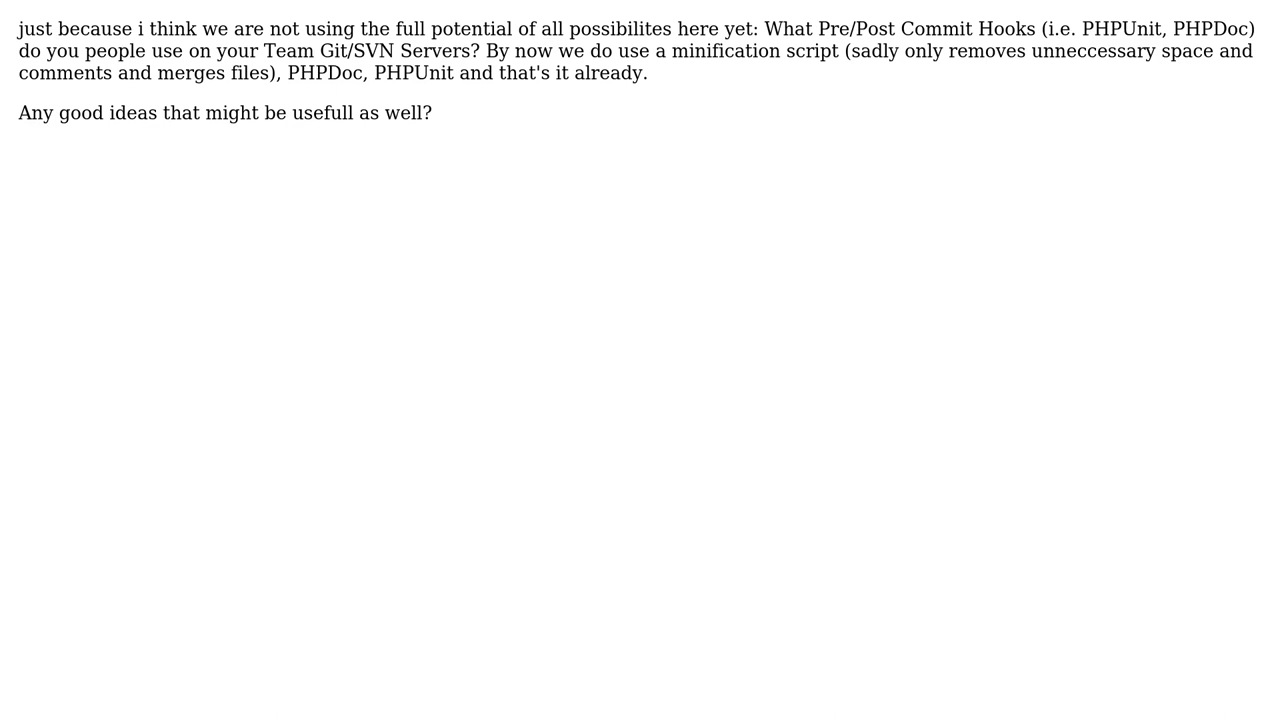 just because i think we are not using the full potential of all possibilites here yet: What Pre/Post Commit Hooks (i.e. PHPUnit, PHPDoc)
do you people use on your Team Git/SVN Servers? By now we do use a minification script (sadly only removes unneccessary space and
comments and merges files), PHPDoc, PHPUnit and that's it already.
Any good ideas that might be usefull as well?